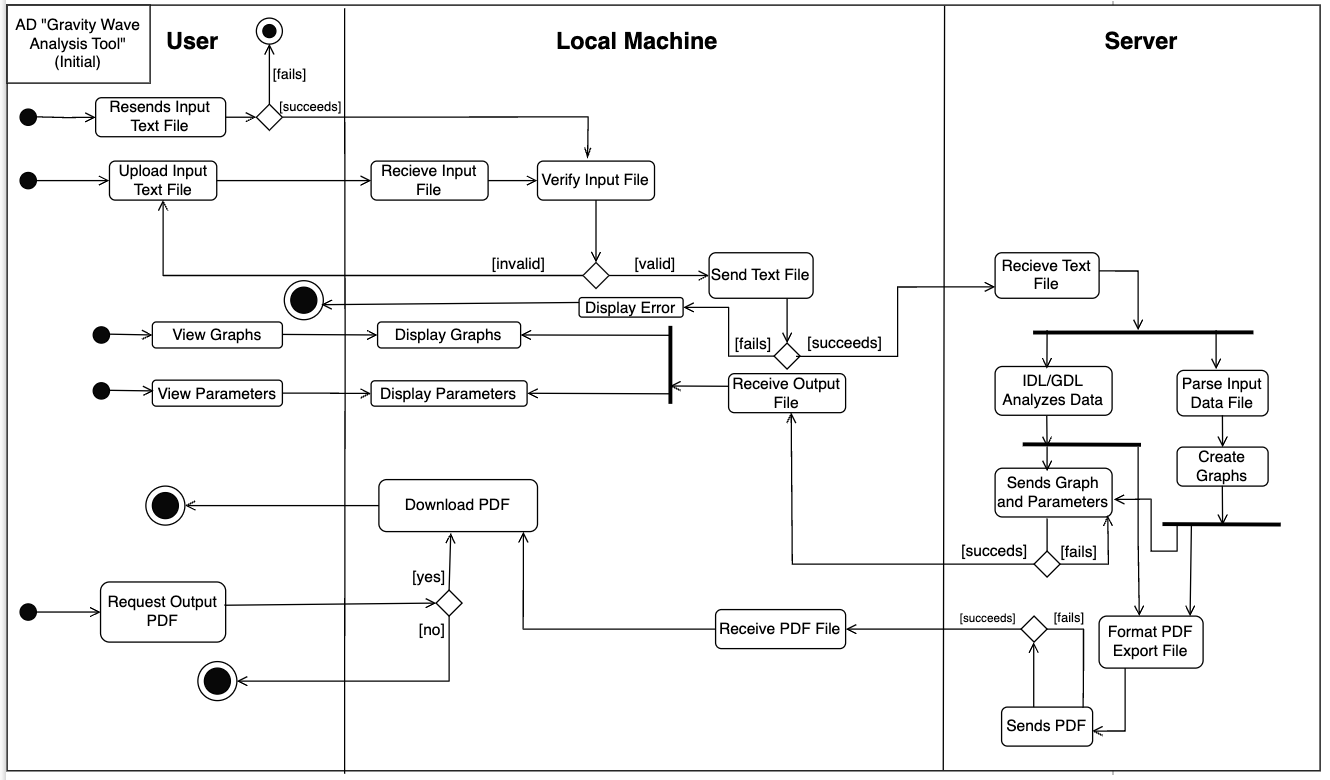 AD "Gravity Wave
Analysis Tool"
(Initial)
User
Local Machine
Server
[fails]
[succeeds]
Resends Input
Text File
Upload Input
Text File
Recieve Input
File
Verify Input File
[invalid]
[valid]
Send Text File
Recieve Text
File
Display Error
View Graphs
Display Graphs
[fails]
[succeeds]
View Parameters
Display Parameters
Receive Output
File
IDL/GDL
Analyzes Data
Parse Input
Data File
Create
Graphs
Sends Graph
and Parameters
Download PDF
[succeds]
[fails]
[yes]
Request Output
PDF
[no]
Receive PDF File
[succeeds]
[fails]
Format PDF
Export File
Sends PDF